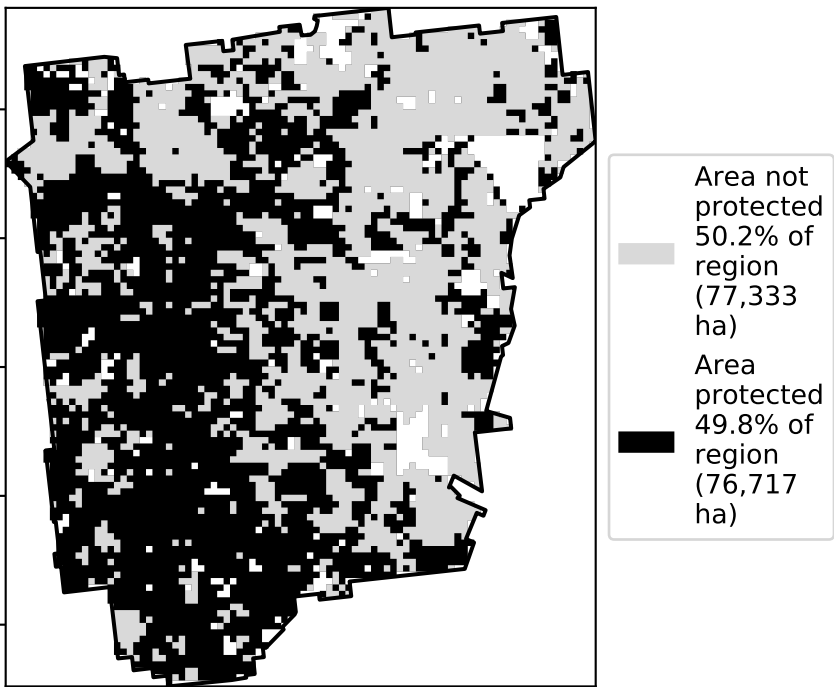 Area not
protected
50.2% of
region
(77,333
ha)
Area
protected
49.8% of
region
(76,717
ha)